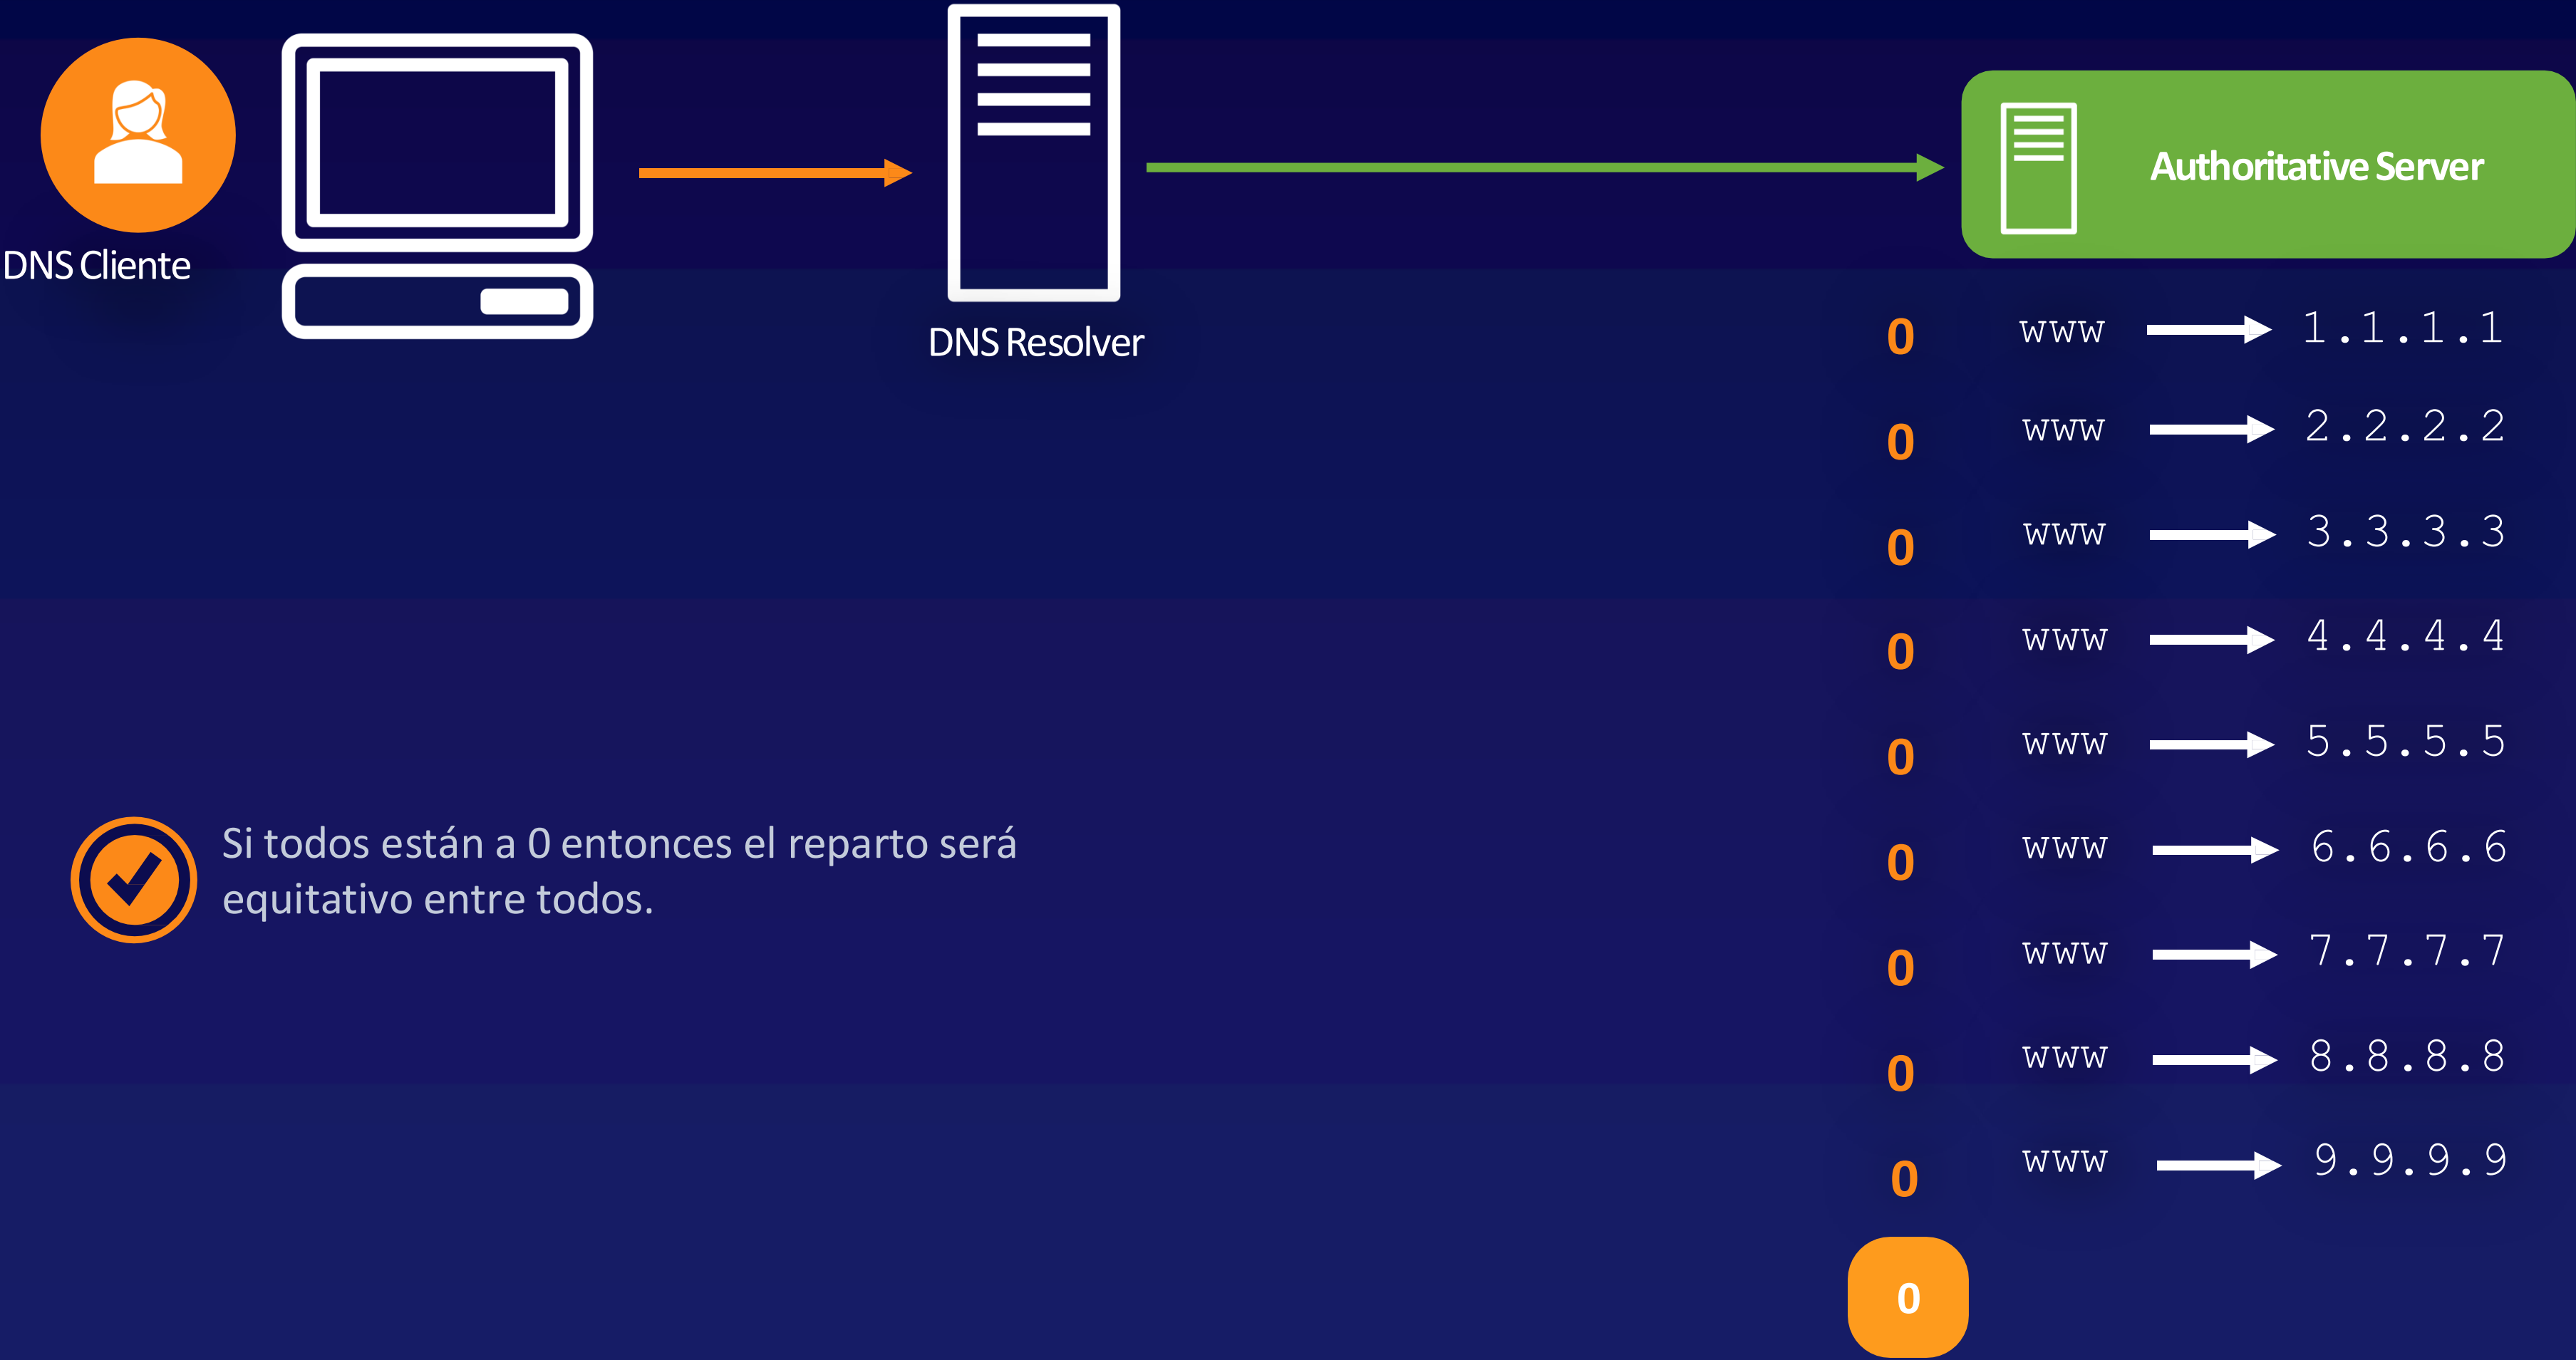 DNS Cliente
DNS Resolver
Authoritative Server
0 www 1.1.1.1
0 www 2.2.2.2
0 www 3.3.3.3
0 www 4.4.4.4
0 www 5.5.5.5
0 www 6.6.6.6
0 www 7.7.7.7
0 www 8.8.8.8
0 www 9.9.9.9
0
Si todos están a 0 entonces el reparto será
equitativo entre todos.